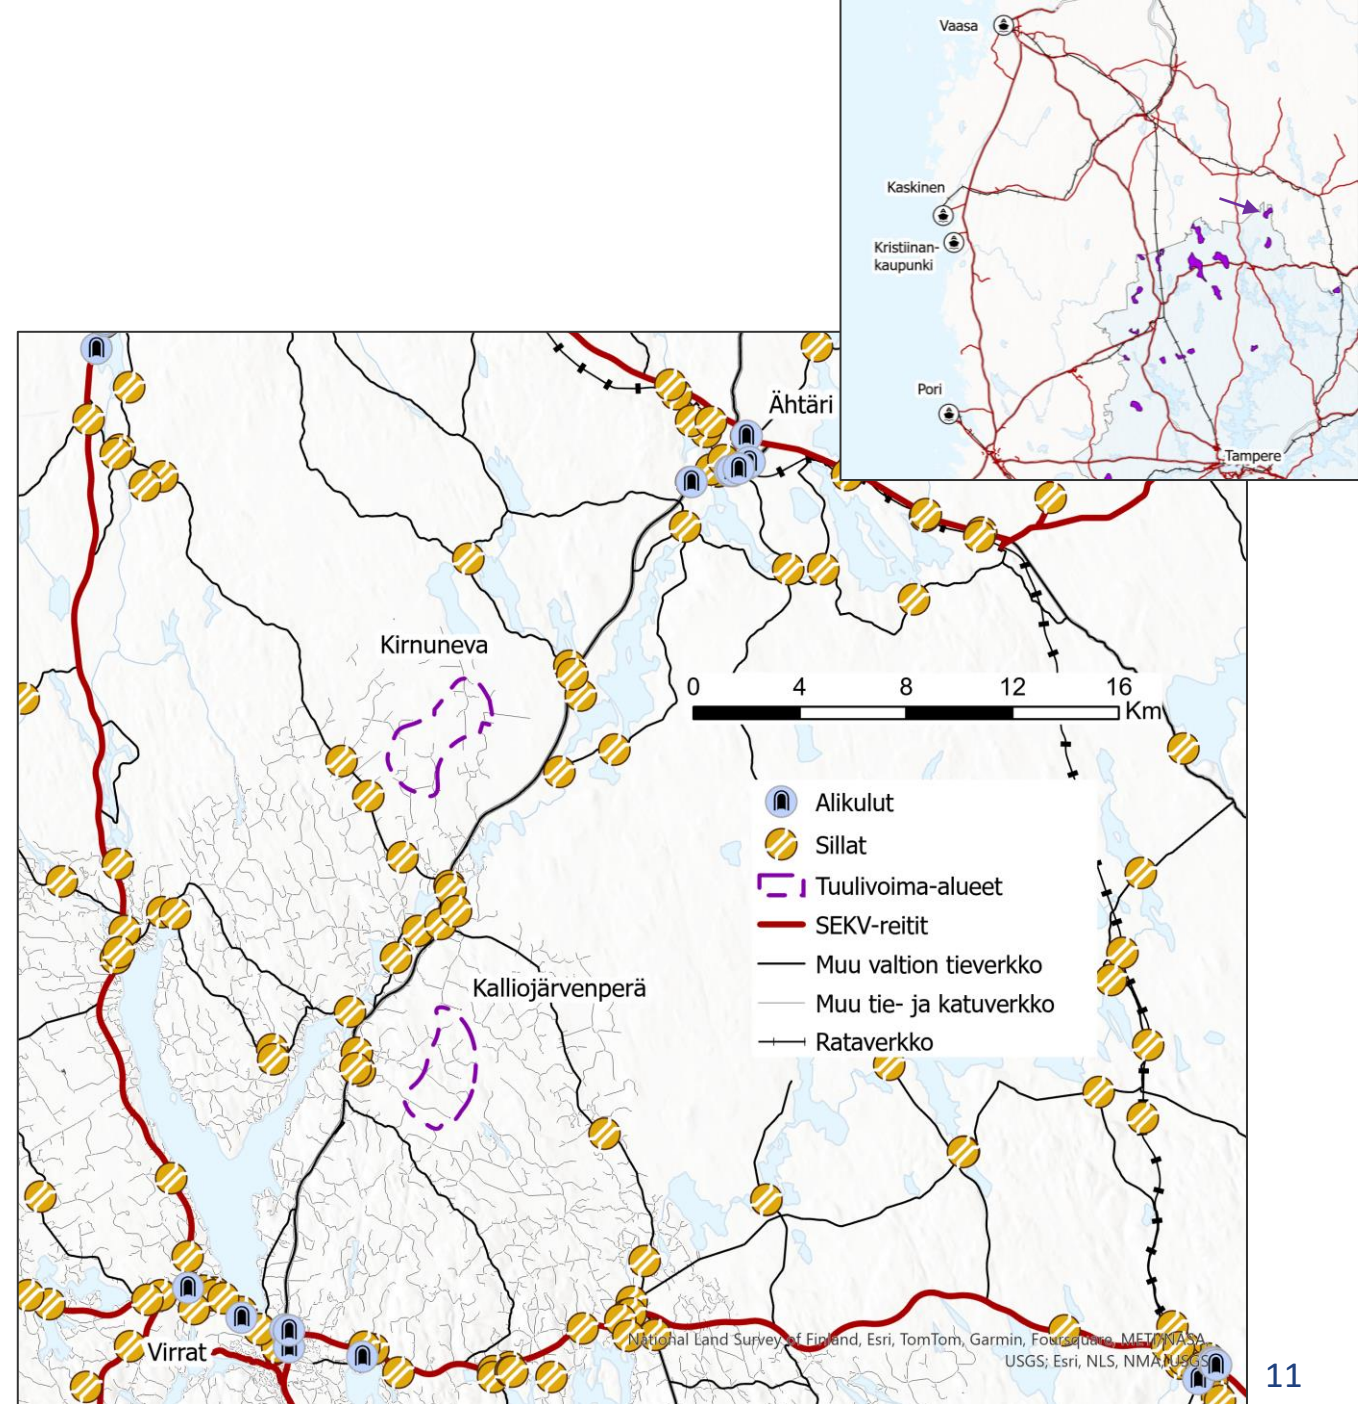 Vaasa
Kaskinen
Kristiinan-
kaupunki
Pori
Tampere
Ähtäri
Kirnuneva
0 4 8 12 16
Km
Alikulut
Sillat
Tuulivoima-alueet
SEKV-reitit
Muu valtion tieverkko
Muu tie- ja katuverkko
Rataverkko
Kalliojärvenperä
Virrat
National Land Survey of Finland, Esri, TomTom, Garmin, Foursquare, METI/NASA,
USGS; Esri, NLS, NMA, USGS
11